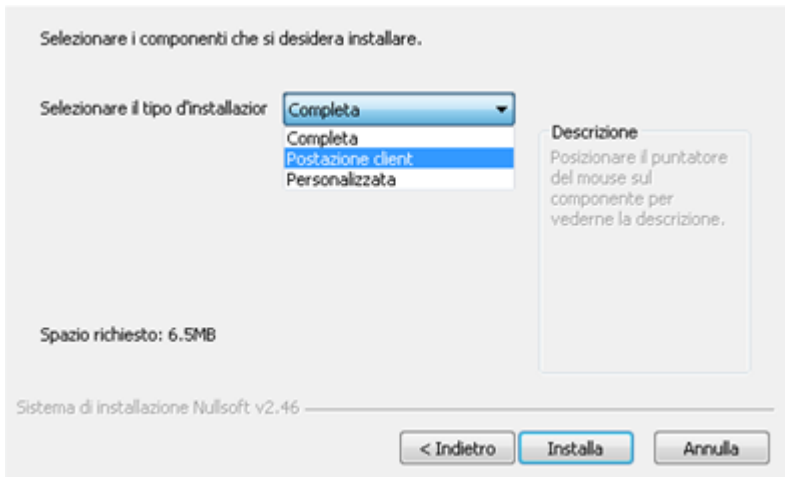 Selezionare i componenti che si desidera installare.
Selezionare il tipo d'installazior
Completa
Completa
Postazione client
Personalizzata
Descrizione
Posizionare il puntatore
del mouse sul
componente per
vederne la descrizione.
Spazio richiesto: 6.5MB
Sistema di installazione Nullsoft v2.46
< Indietro
Installa
Annulla